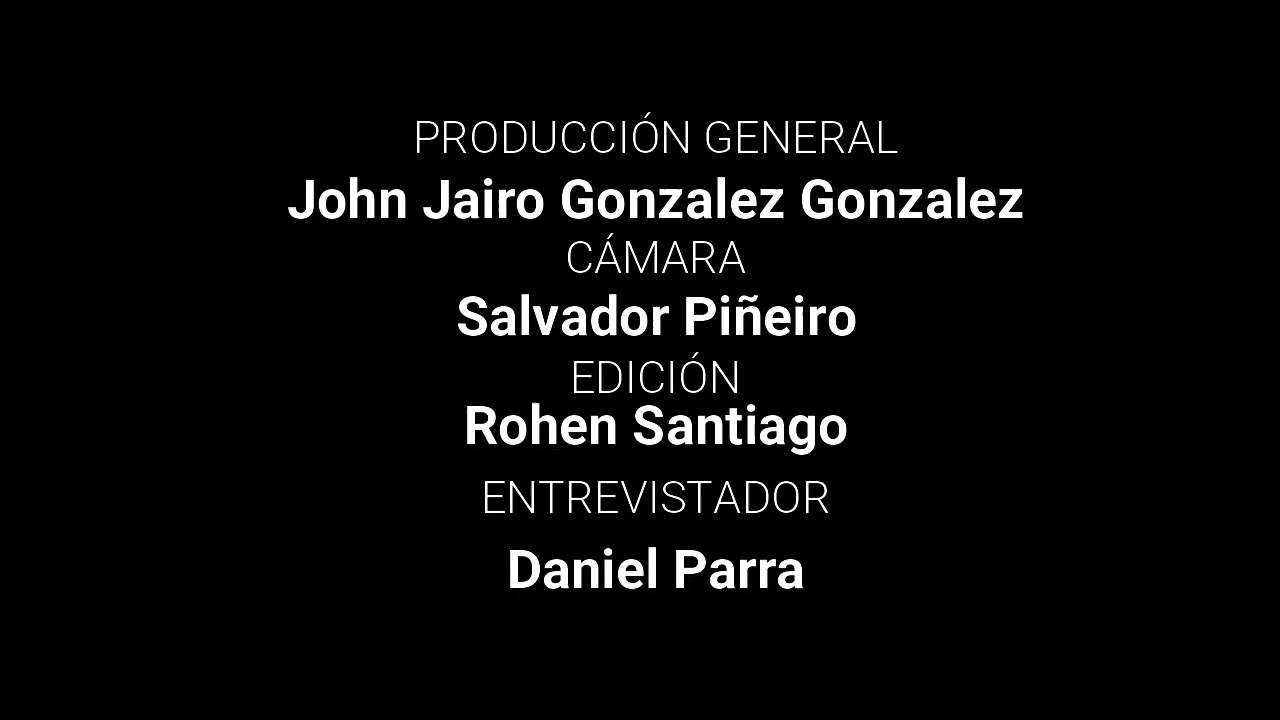 PRODUCCIÓN GENERAL
John Jairo Gonzalez Gonzalez
CÁMARA
Salvador Piñeiro
EDICIÓN
Rohen Santiago
ENTREVISTADOR
Daniel Parra